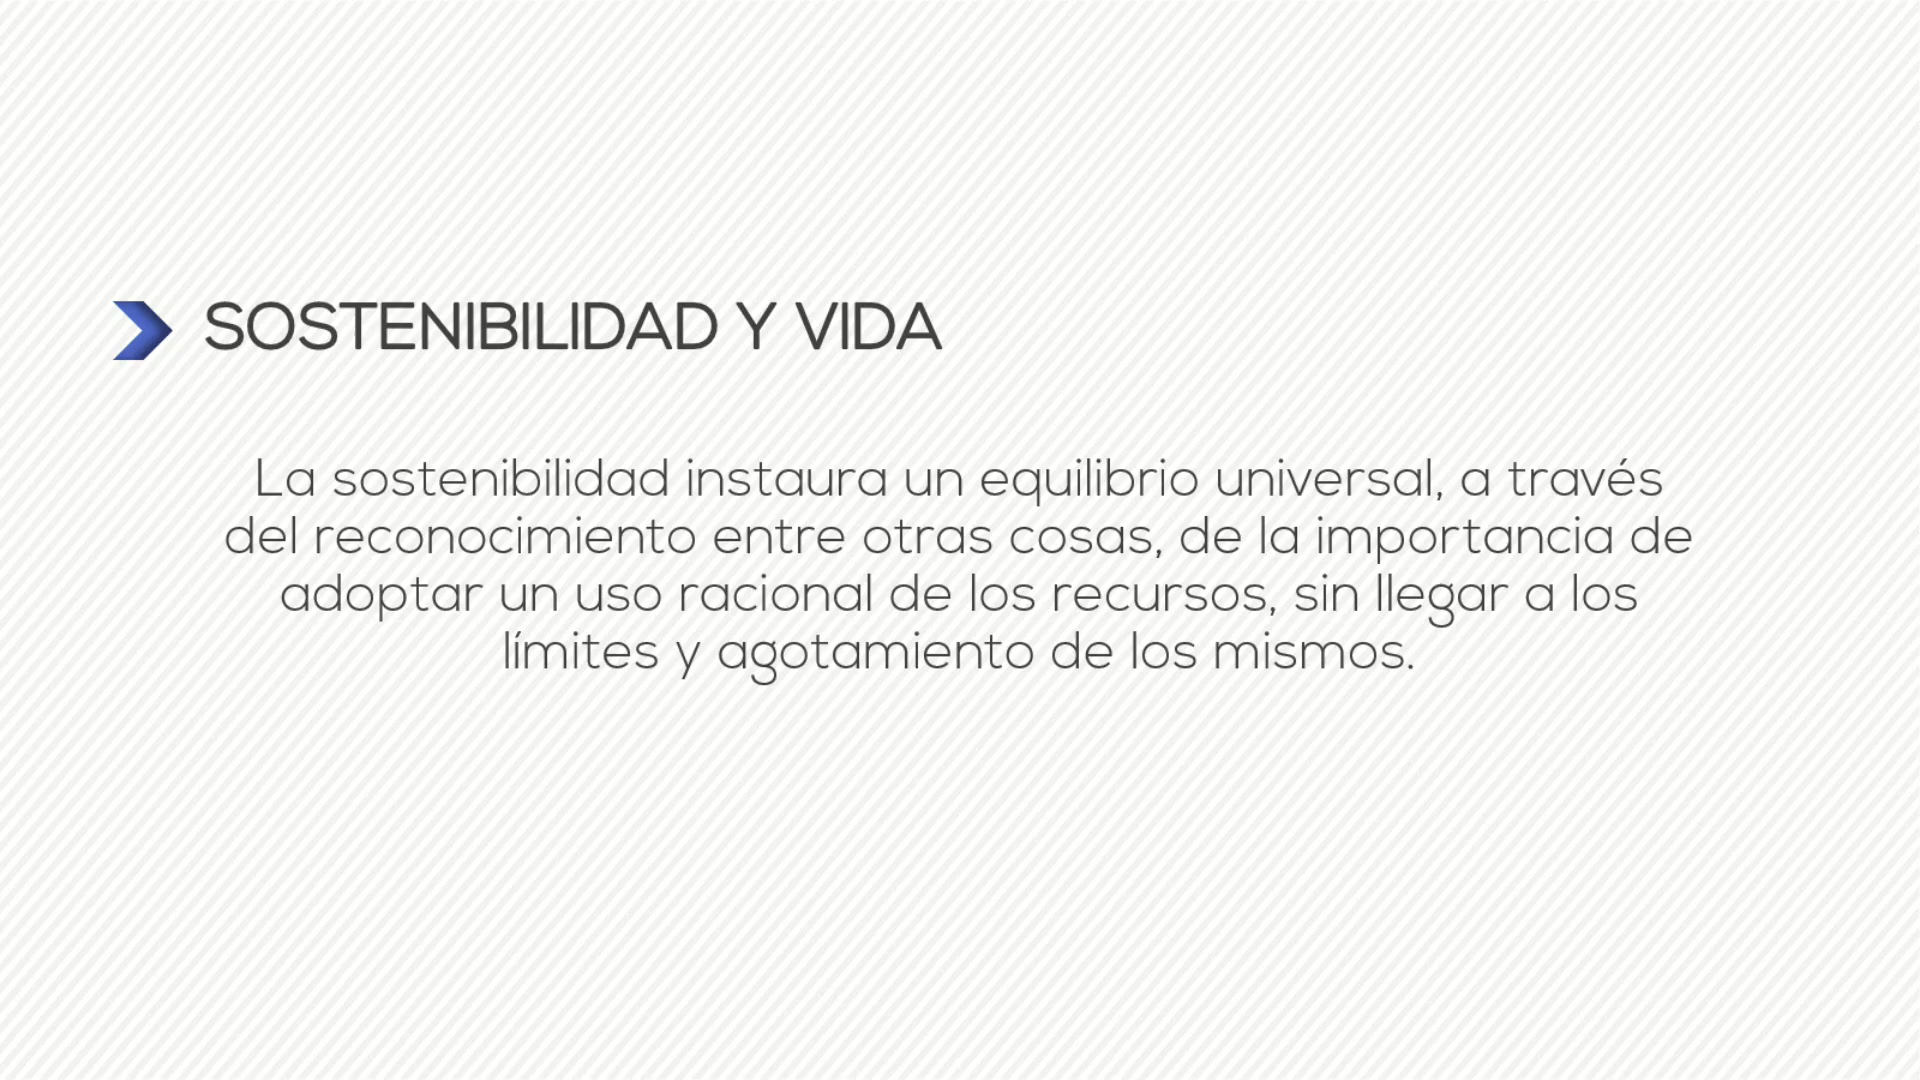 SOSTENIBILIDAD Y VIDA
La sostenibilidad instaura un equilibrio universal, a través
del reconocimiento entre otras cosas, de la importancia de
adoptar un uso racional de los recursos, sin llegar a los
límites y agotamiento de los mismos.